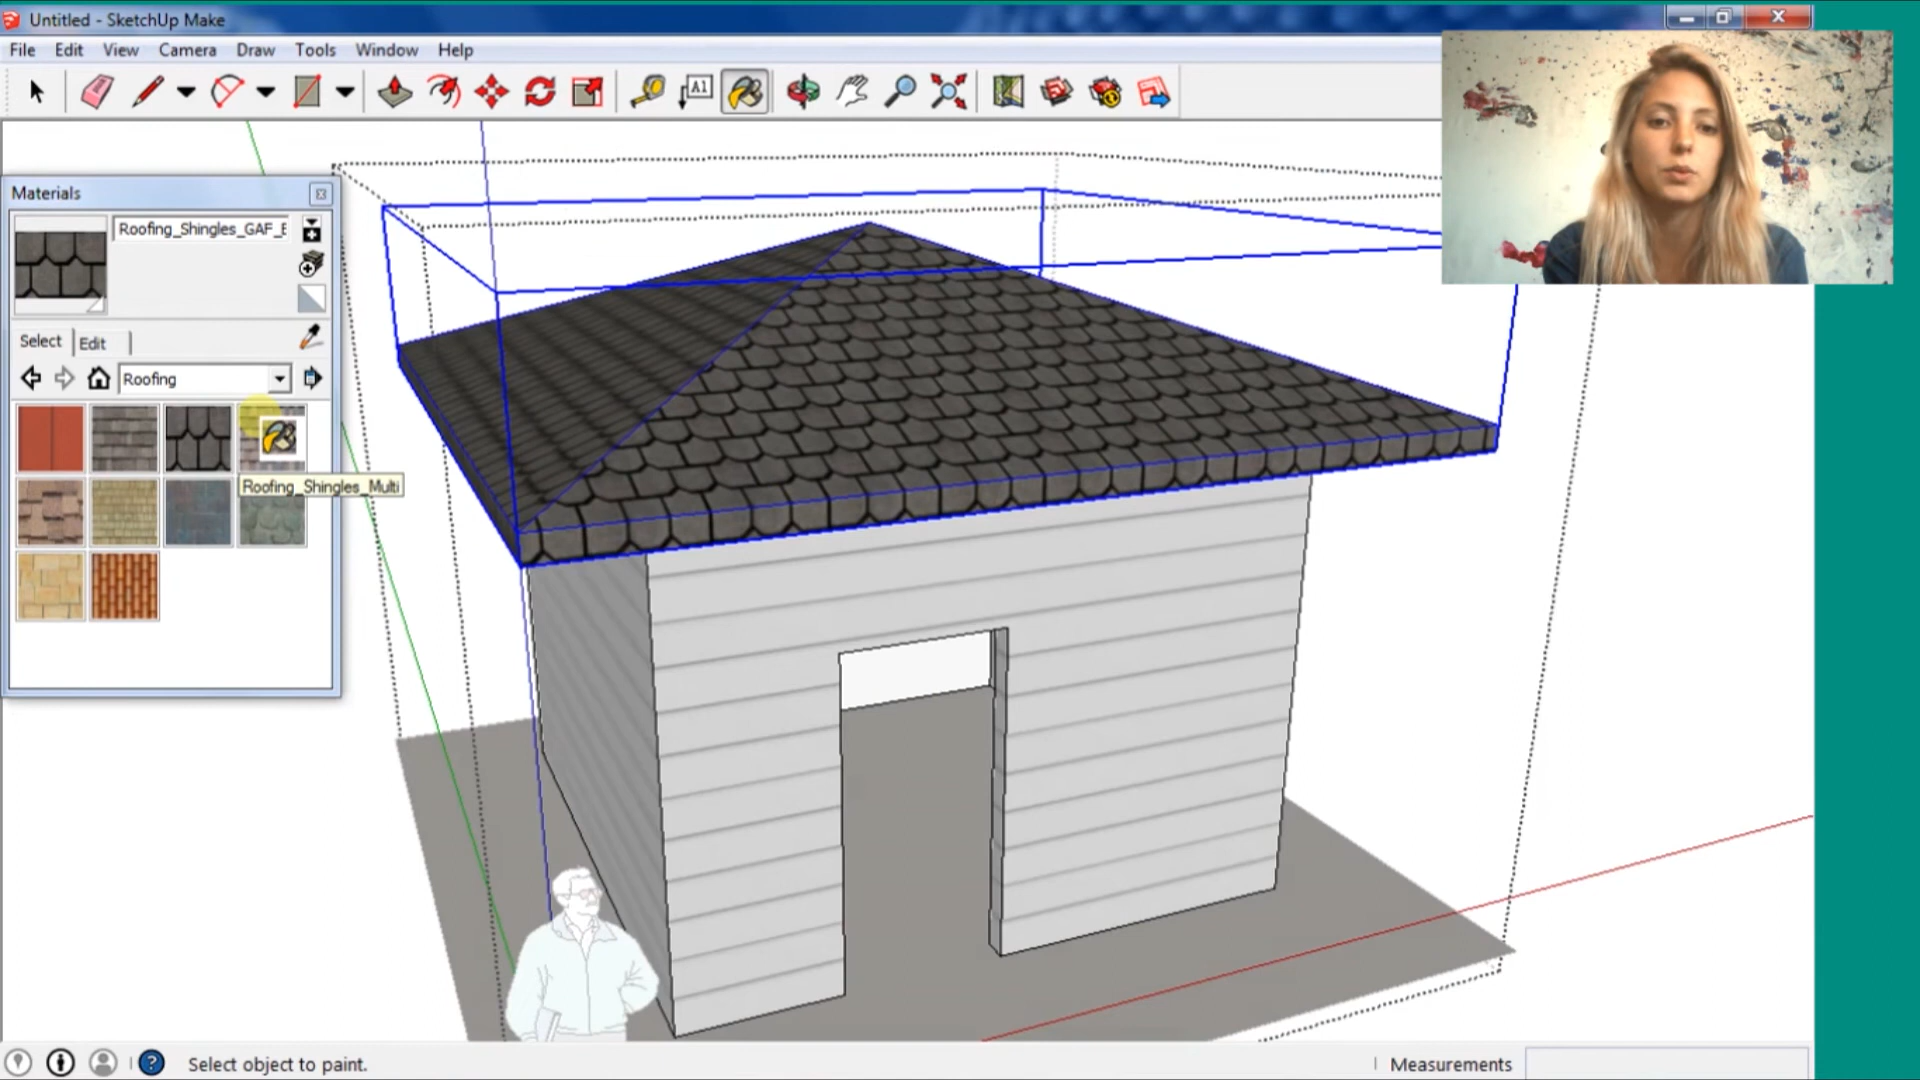 Untitled - SketchUp Make
File Edit View Camera Draw Tools Window Help
A1
Materials
Roofing_Shingles_GAF_E
Select Edit
Roofing
Roofing_Shingles_Multi
Select object to paint.
Measurements